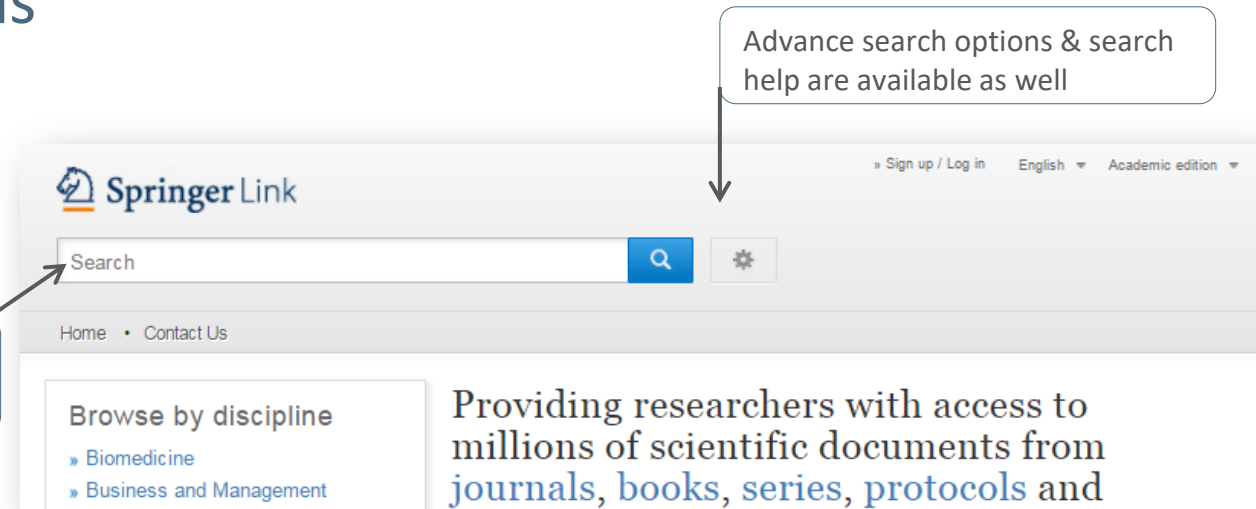 Advance search options & search
help are available as well
» Sign up / Log in English Academic edition
Springer Link
Search
Home • Contact Us
Browse by discipline
» Biomedicine
» Business and Management
Providing researchers with access to
millions of scientific documents from
journals, books, series, protocols and